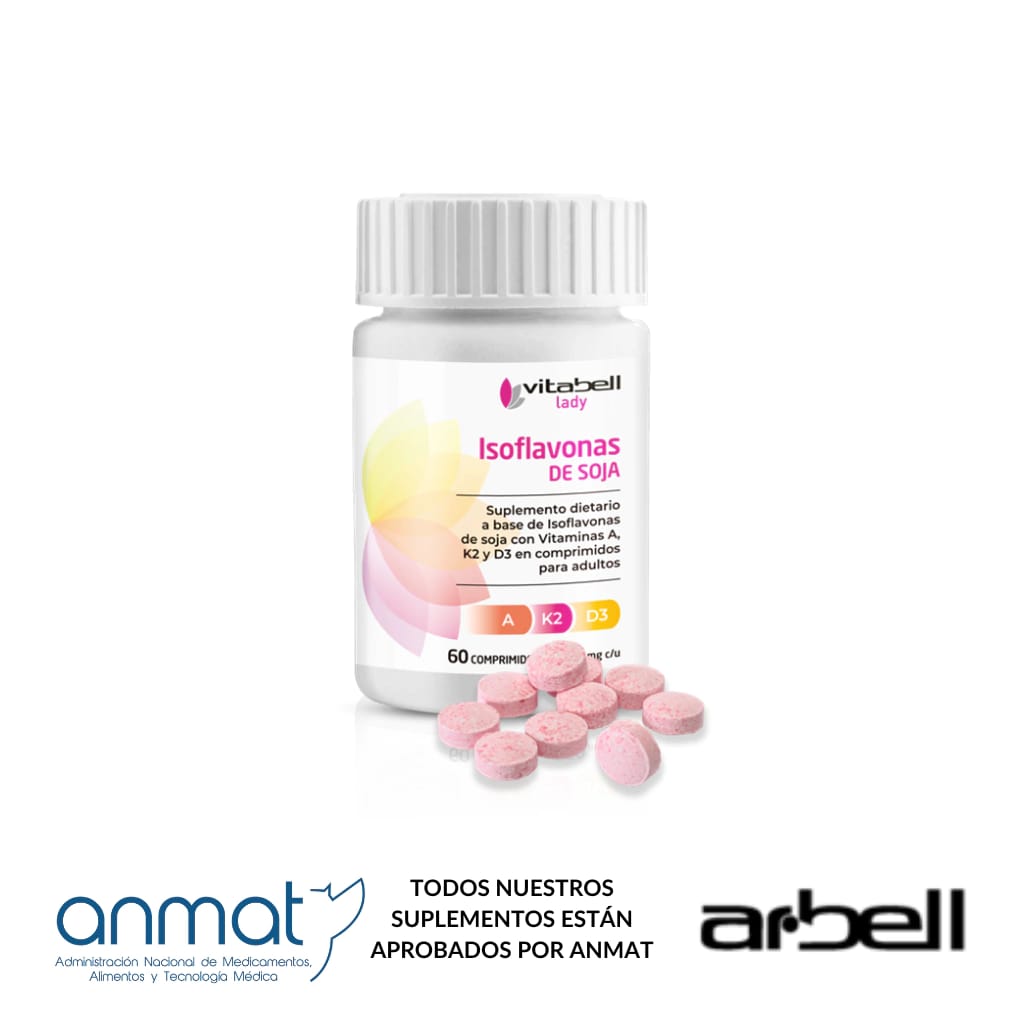 vitabell
lady
Isoflavonas
DE SOJA
Suplemento dietario
a base de Isoflavonas
de soja con Vitaminas A,
K2 y D3 en comprimidos
para adultos
A K2 D3
60 mg c/u
anmat
Administración Nacional de Medicamentos,
Alimentos y Tecnología Médica
TODOS NUESTROS
SUPLEMENTOS ESTÁN
APROBADOS POR ANMAT
arbell